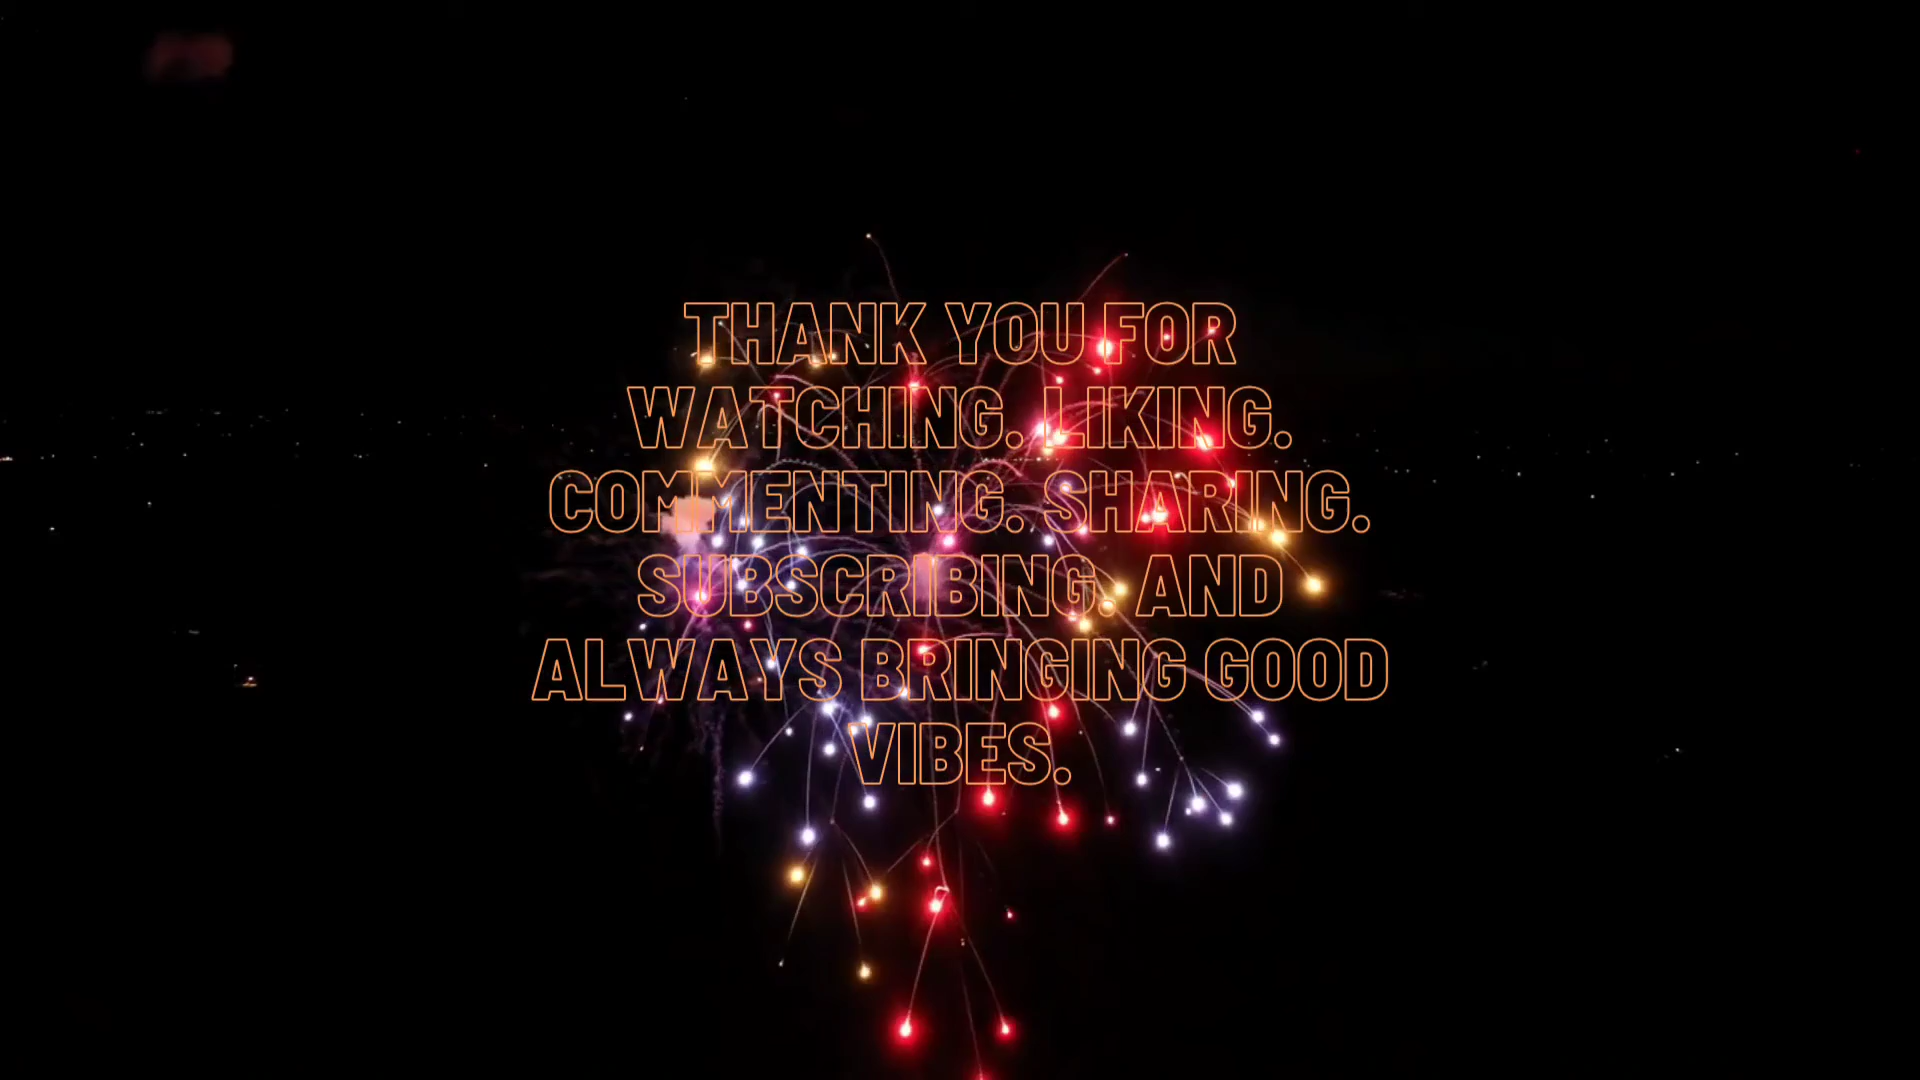 THANK YOU FOR
WATCHING. LIKING.
COMMENTING. SHARING.
SUBSCRIBING. AND
ALWAYS BRINGING GOOD
VIBES.